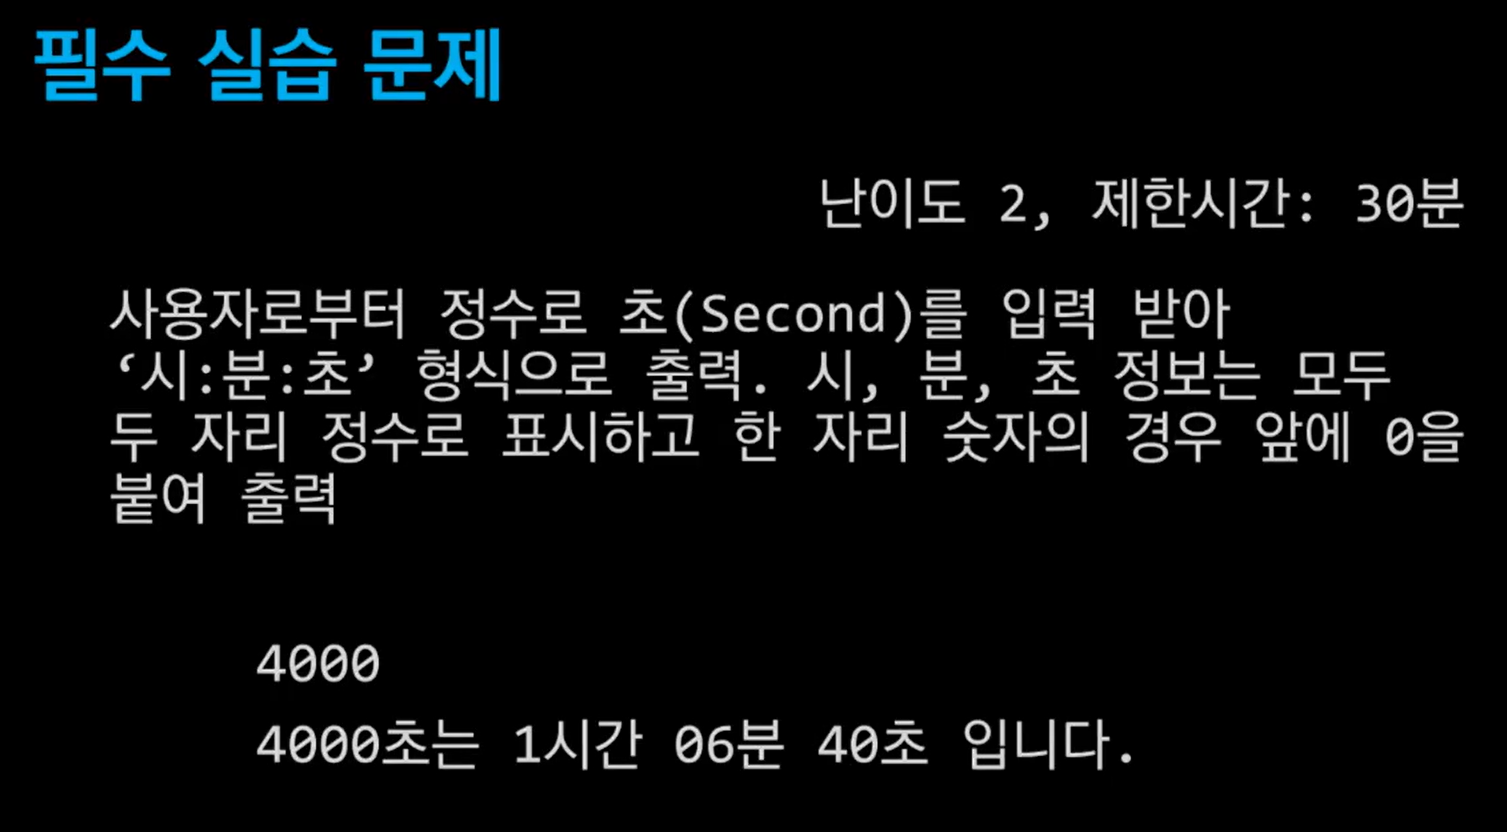 필수 실습 문제
난이도 2, 제한시간: 30분
사용자로부터 정수로 초(Second)를 입력 받아
‘시:분:초’ 형식으로 출력. 시, 분, 초 정보는 모두
두 자리 정수로 표시하고 한 자리 숫자의 경우 앞에 0을
붙여 출력
4000
4000초는 1시간 06분 40초 입니다.